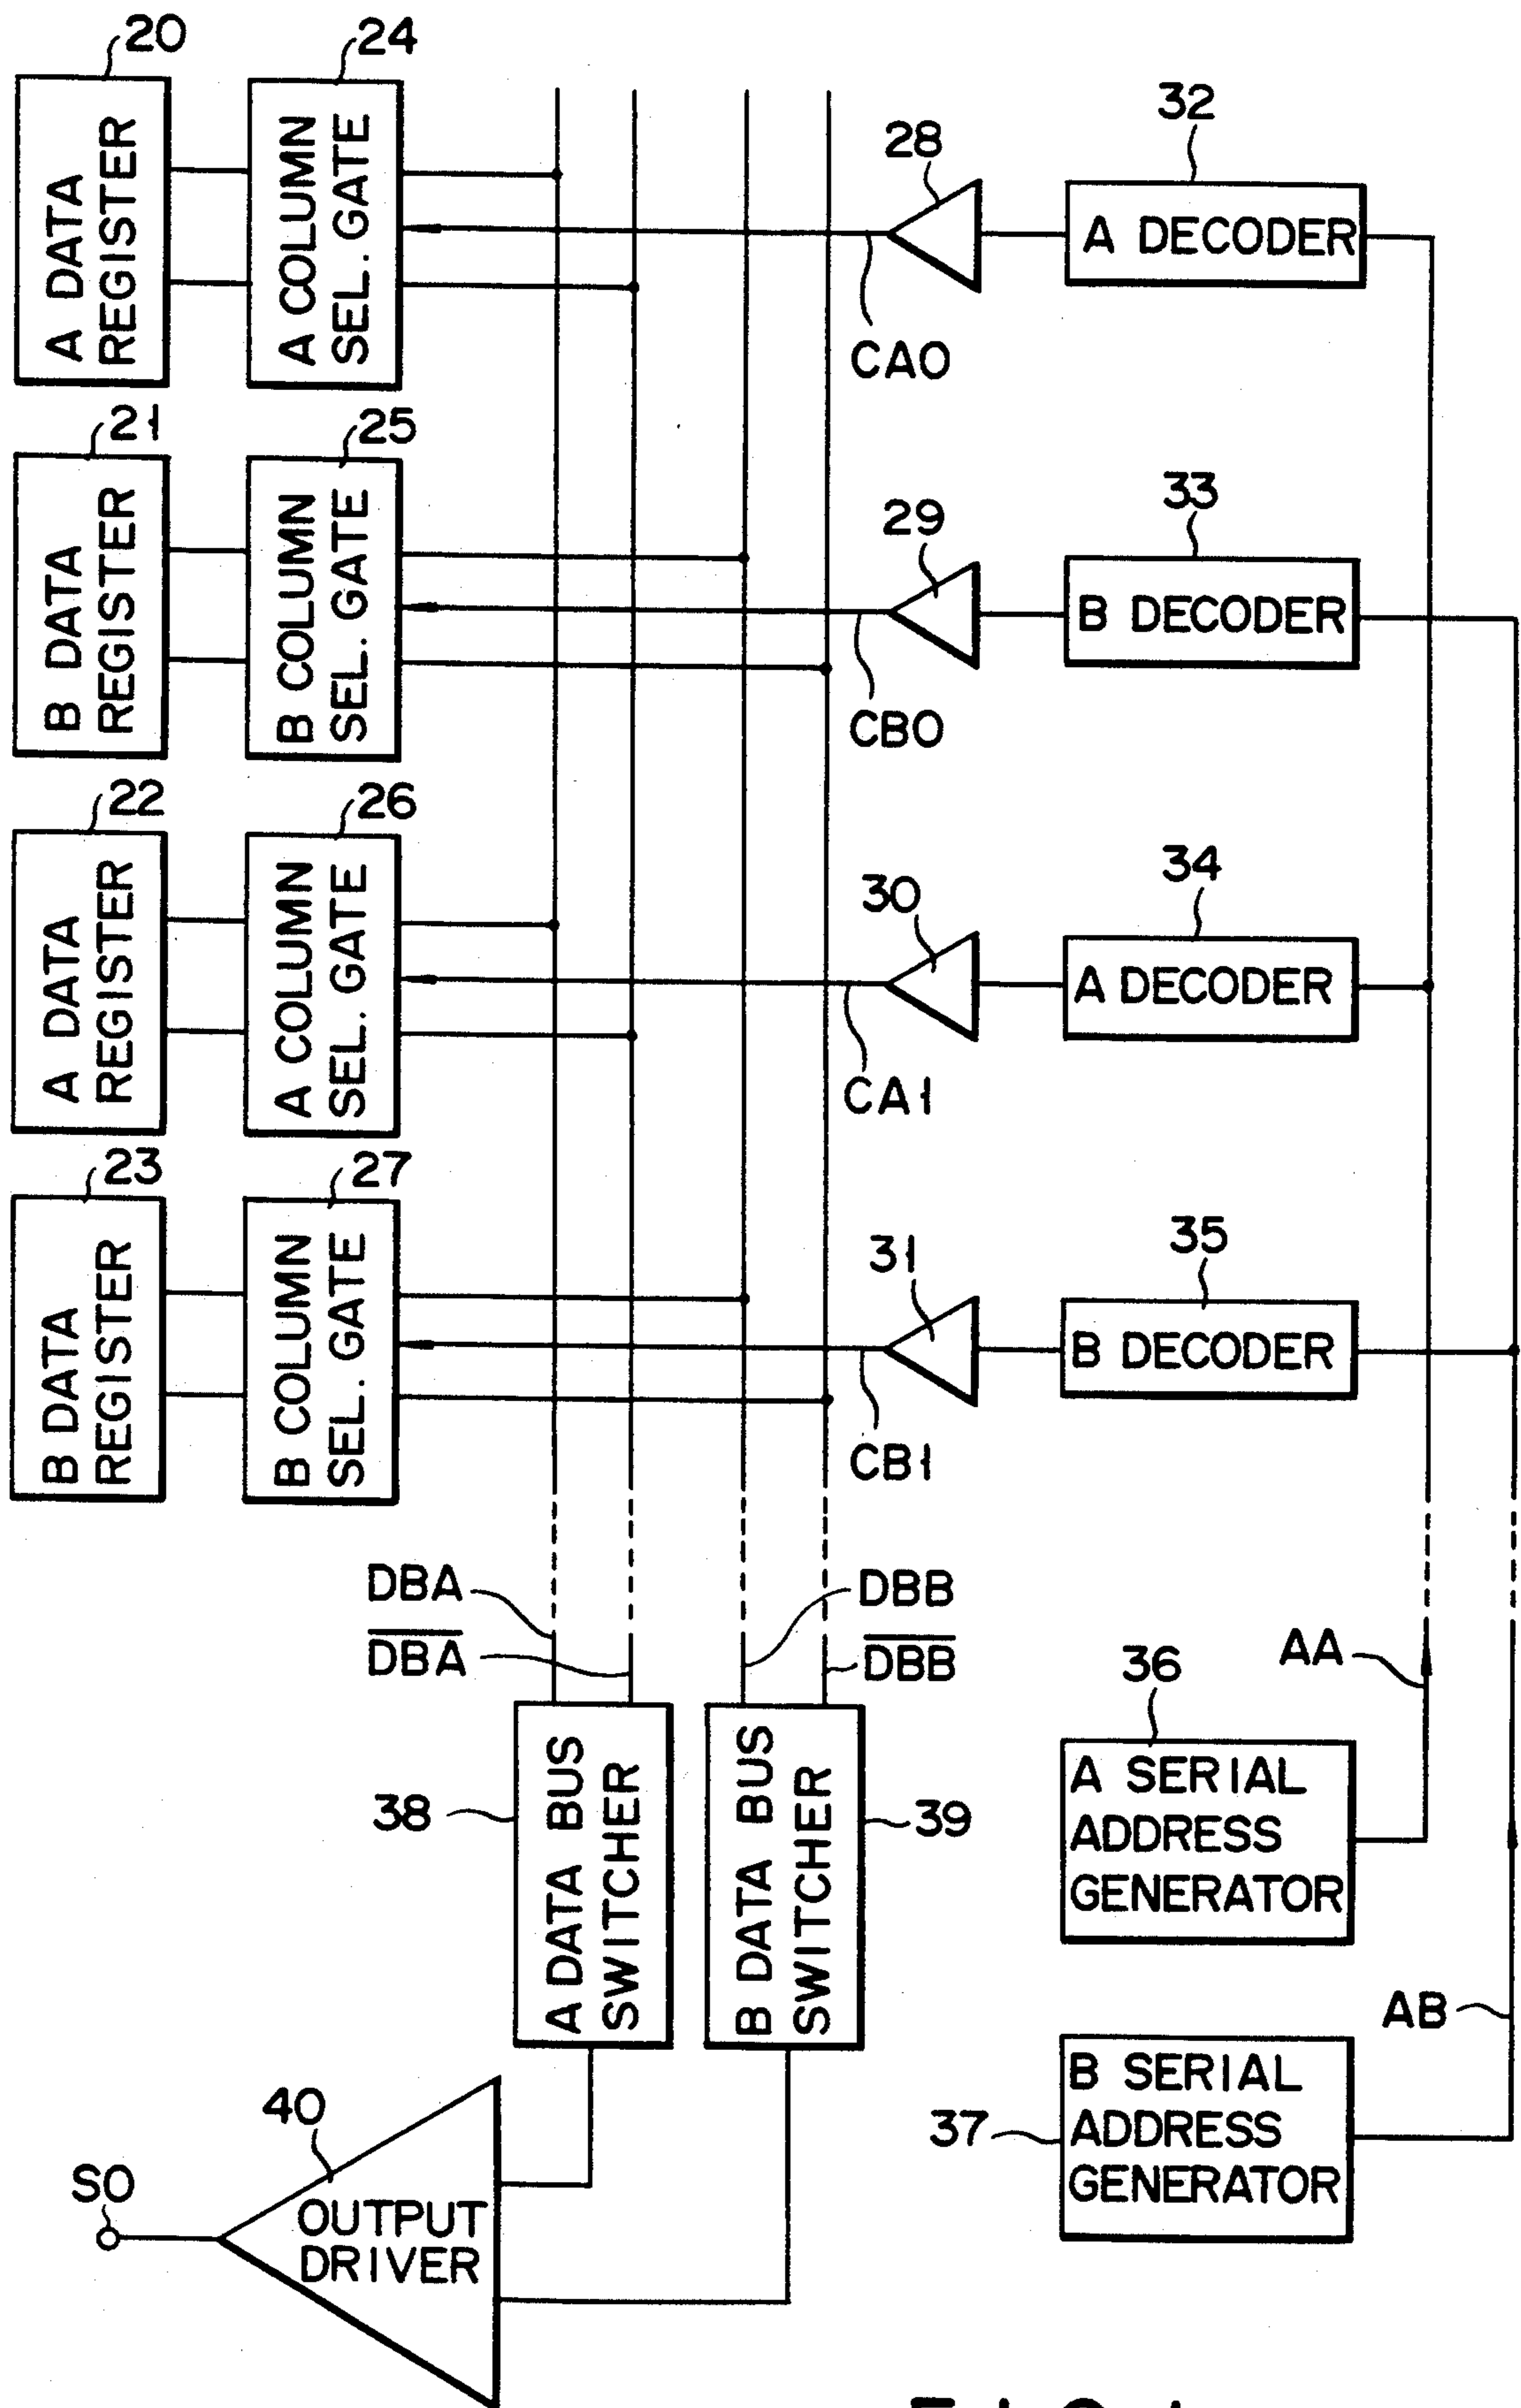 20
24
A DATA
REGISTER
A COLUMN
SEL. GATE
28
32
A DECODER
CA0
21
25
B DATA
REGISTER
B COLUMN
SEL. GATE
29
33
B DECODER
CB0
22
26
A DATA
REGISTER
A COLUMN
SEL. GATE
30
34
A DECODER
CA1
23
27
B DATA
REGISTER
B COLUMN
SEL. GATE
31
35
B DECODER
CB1
DBA
D̅B̅A̅
DBB
D̅B̅B̅
AA
36
A SERIAL
ADDRESS
GENERATOR
38
A DATA BUS
SWITCHER
B DATA BUS
SWITCHER
39
AB
37
B SERIAL
ADDRESS
GENERATOR
40
OUTPUT
DRIVER
SO